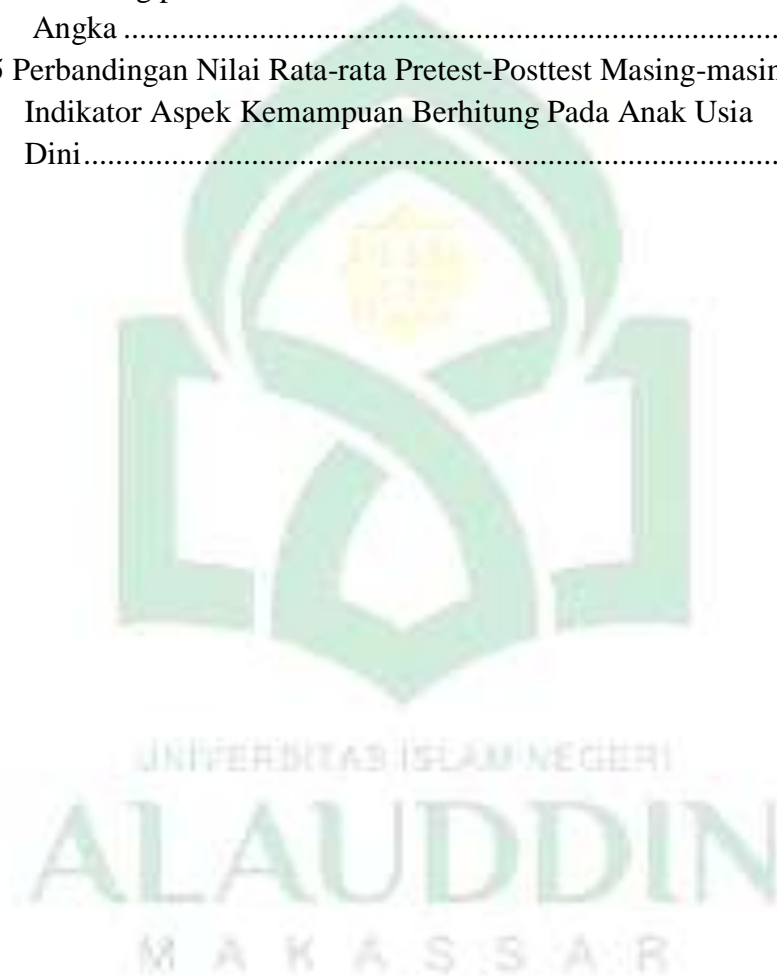 Angka ................................................................................
5 Perbandingan Nilai Rata-rata Pretest-Posttest Masing-masin
Indikator Aspek Kemampuan Berhitung Pada Anak Usia
Dini.....................................................................................
UNIVERSITAS ISLAM NEGERI
ALAUDDIN
MAKASSAR